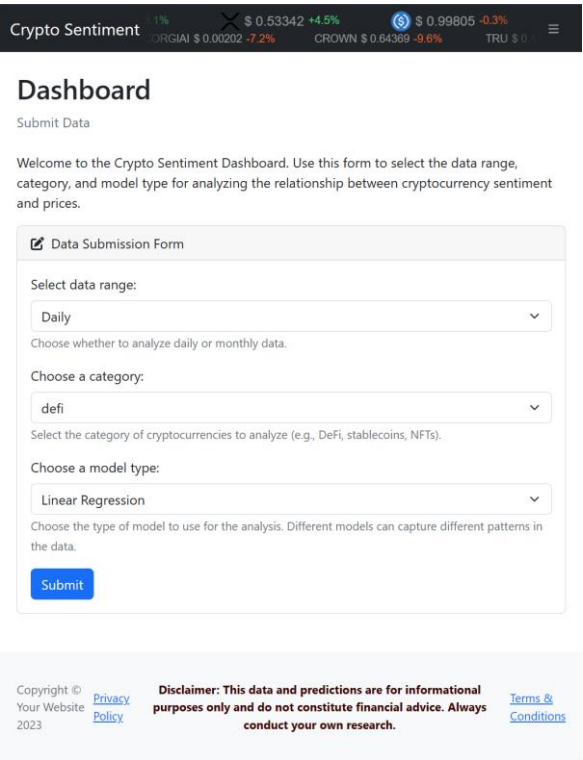 Crypto Sentiment
.1% $ 0.53342 +4.5% $ 0.99805 -0.3%
ORGIAI $ 0.00202 -7.2% CROWN $ 0.64369 -9.6% TRU $ 0.
Dashboard
Submit Data
Welcome to the Crypto Sentiment Dashboard. Use this form to select the data range,
category, and model type for analyzing the relationship between cryptocurrency sentiment
and prices.
Data Submission Form
Select data range:
Daily
Choose whether to analyze daily or monthly data.
Choose a category:
defi
Select the category of cryptocurrencies to analyze (e.g., DeFi, stablecoins, NFTs).
Choose a model type:
Linear Regression
Choose the type of model to use for the analysis. Different models can capture different patterns in
the data.
Submit
Copyright ©
Your Website
2023
Privacy
Policy
Disclaimer: This data and predictions are for informational
purposes only and do not constitute financial advice. Always
conduct your own research.
Terms &
Conditions